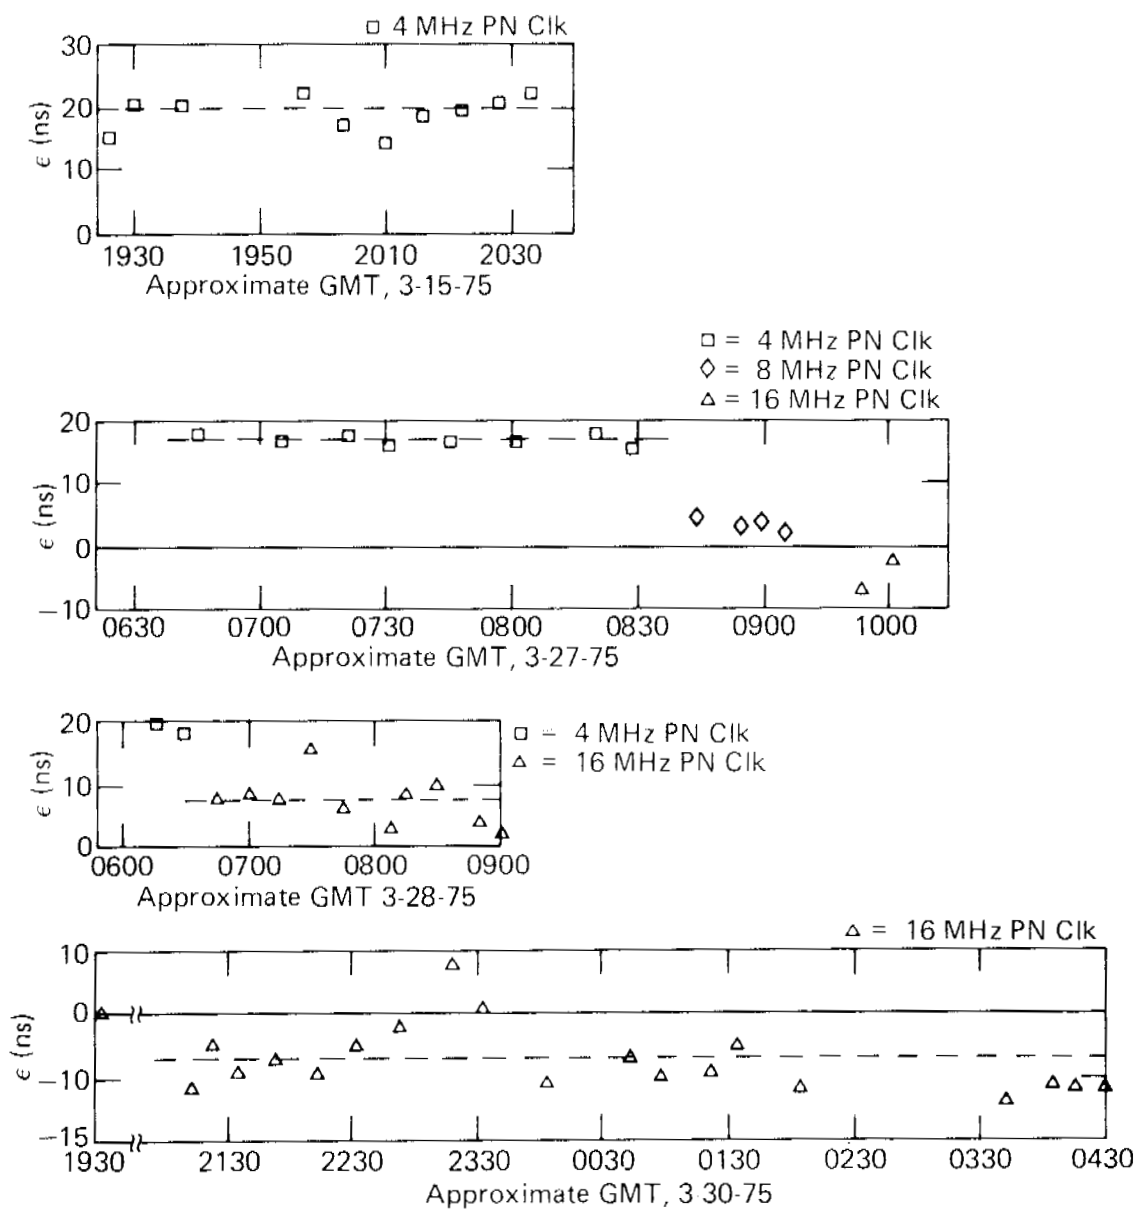 □ 4 MHz PN Clk
30
20
10
0
ϵ (ns)
1930 1950 2010 2030
Approximate GMT, 3-15-75
□ = 4 MHz PN Clk
◇ = 8 MHz PN Clk
△ = 16 MHz PN Clk
20
10
0
−10
ϵ (ns)
0630 0700 0730 0800 0830 0900 1000
Approximate GMT, 3-27-75
□ = 4 MHz PN Clk
△ = 16 MHz PN Clk
20
10
0
ϵ (ns)
0600 0700 0800 0900
Approximate GMT 3-28-75
△ = 16 MHz PN Clk
10
0
−10
−15
ϵ (ns)
1930 2130 2230 2330 0030 0130 0230 0330 0430
Approximate GMT, 3-30-75